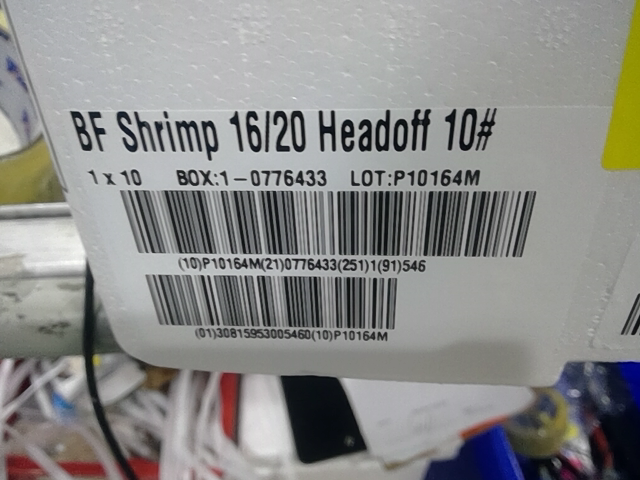 BF Shrimp 16/20 Headoff 10#
1 x 10 BOX:1-0776433 LOT:P10164M
(10)P10164M(21)0776433(251)1(91)546
(01)30815953005460(10)P10164M